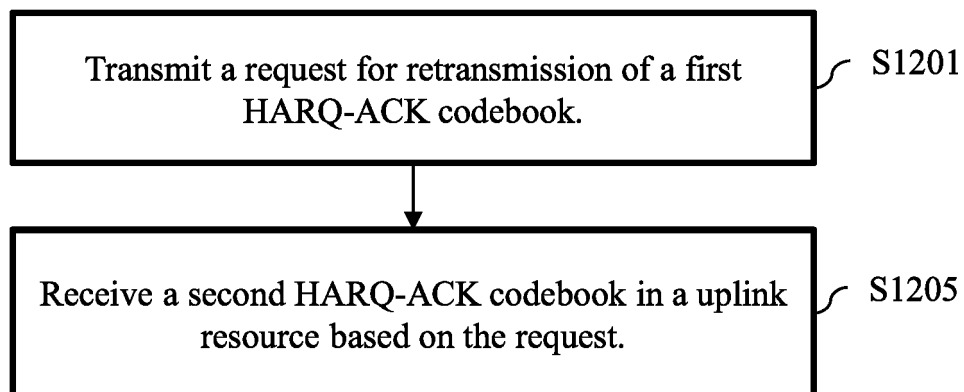 Transmit a request for retransmission of a first
HARQ-ACK codebook.
S1201
Receive a second HARQ-ACK codebook in a uplink
resource based on the request.
S1205